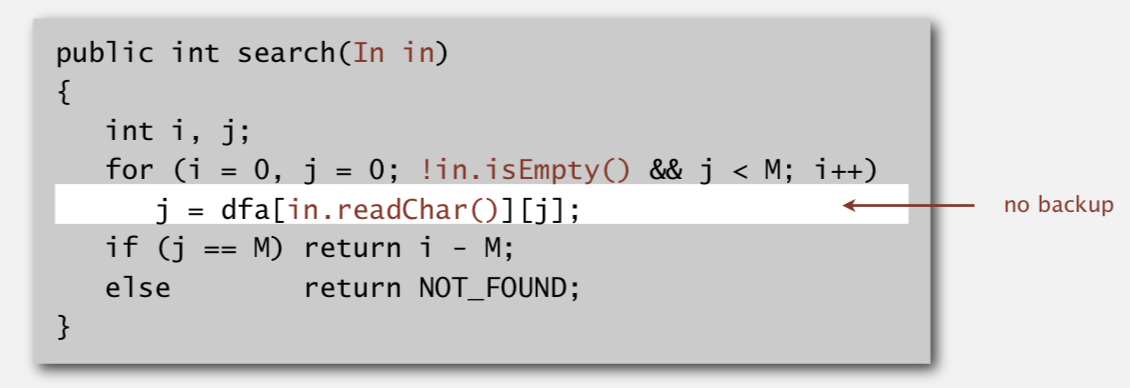 public int search(In in)
{
   int i, j;
   for (i = 0, j = 0; !in.isEmpty() && j < M; i++)
      j = dfa[in.readChar()][j];
no backup
   if (j == M) return i - M;
   else        return NOT_FOUND;
}